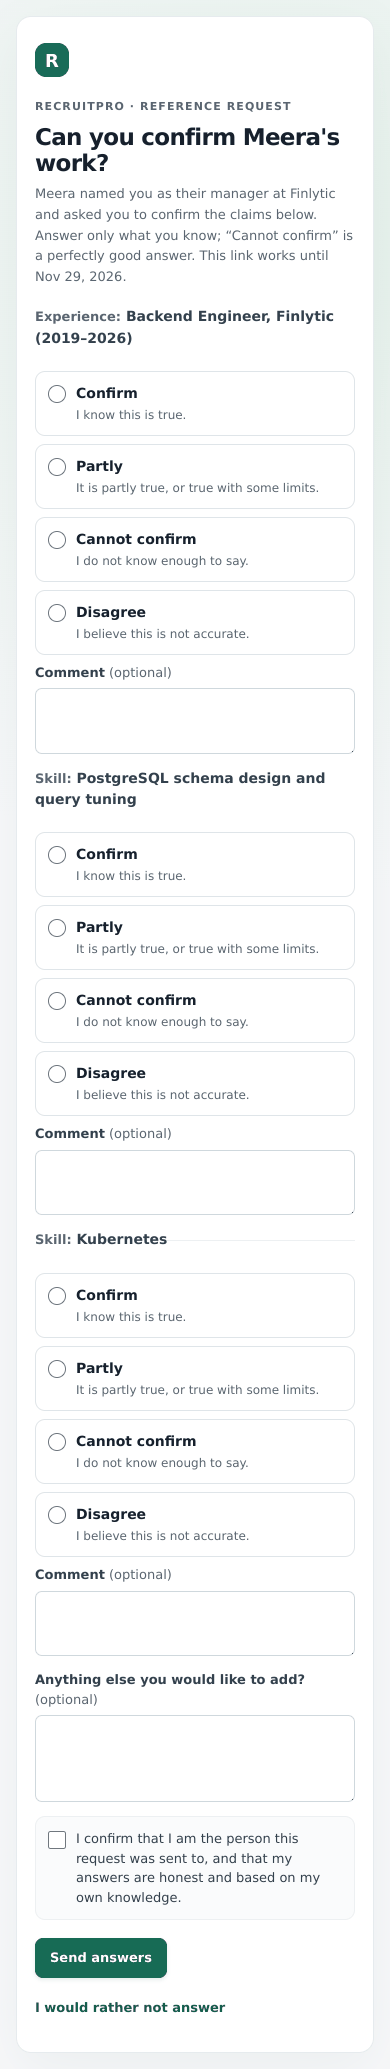 R
RECRUITPRO · REFERENCE REQUEST
Can you confirm Meera's
work?
Meera named you as their manager at Finlytic
and asked you to confirm the claims below.
Answer only what you know; “Cannot confirm” is
a perfectly good answer. This link works until
Nov 29, 2026.
Experience: Backend Engineer, Finlytic
(2019–2026)
Confirm
I know this is true.
Partly
It is partly true, or true with some limits.
Cannot confirm
I do not know enough to say.
Disagree
I believe this is not accurate.
Comment (optional)
Skill: PostgreSQL schema design and
query tuning
Confirm
I know this is true.
Partly
It is partly true, or true with some limits.
Cannot confirm
I do not know enough to say.
Disagree
I believe this is not accurate.
Comment (optional)
Skill: Kubernetes
Confirm
I know this is true.
Partly
It is partly true, or true with some limits.
Cannot confirm
I do not know enough to say.
Disagree
I believe this is not accurate.
Comment (optional)
Anything else you would like to add?
(optional)
I confirm that I am the person this
request was sent to, and that my
answers are honest and based on my
own knowledge.
Send answers
I would rather not answer